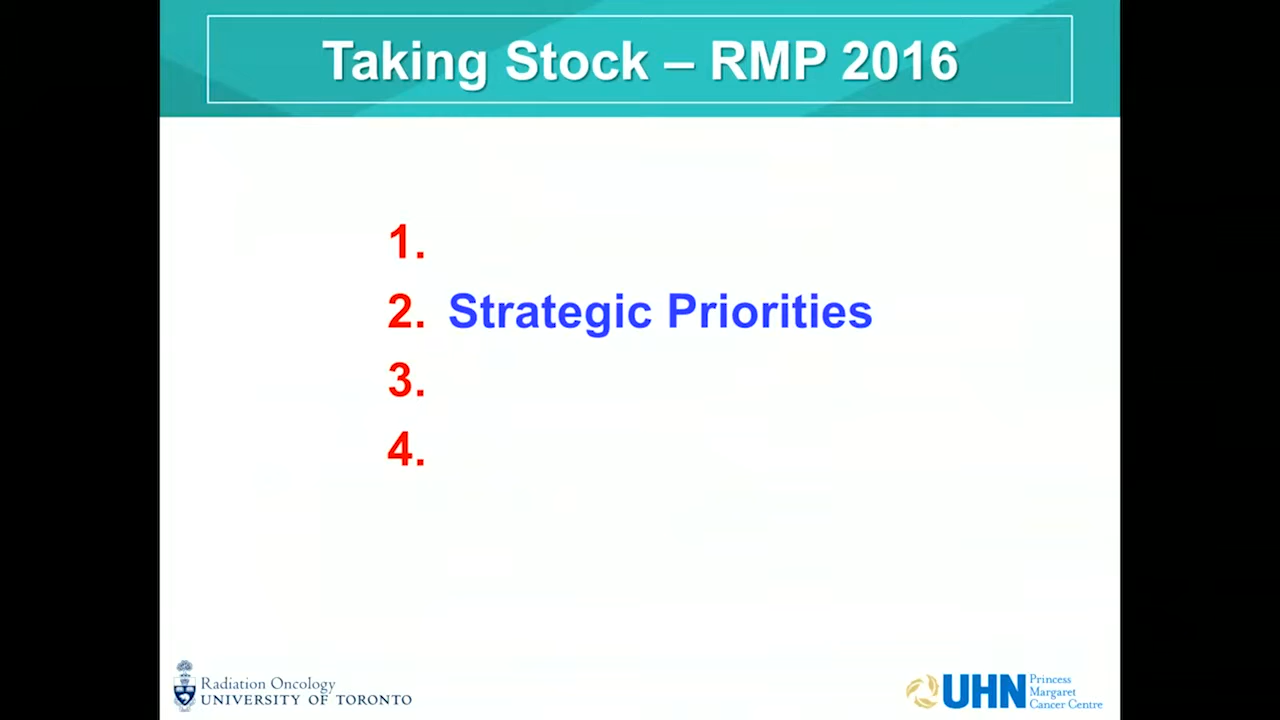 Taking Stock – RMP 2016
1.
2. Strategic Priorities
3.
4.
Radiation Oncology
UNIVERSITY OF TORONTO
UHN
Princess
Margaret
Cancer Centre